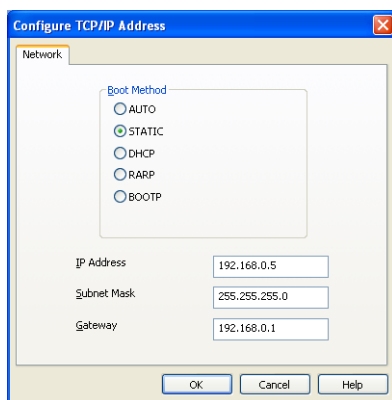 Configure TCP/IP Address
Network
Boot Method
AUTO
STATIC
DHCP
RARP
BOOTP
IP Address 192.168.0.5
Subnet Mask 255.255.255.0
Gateway 192.168.0.1
OK Cancel Help